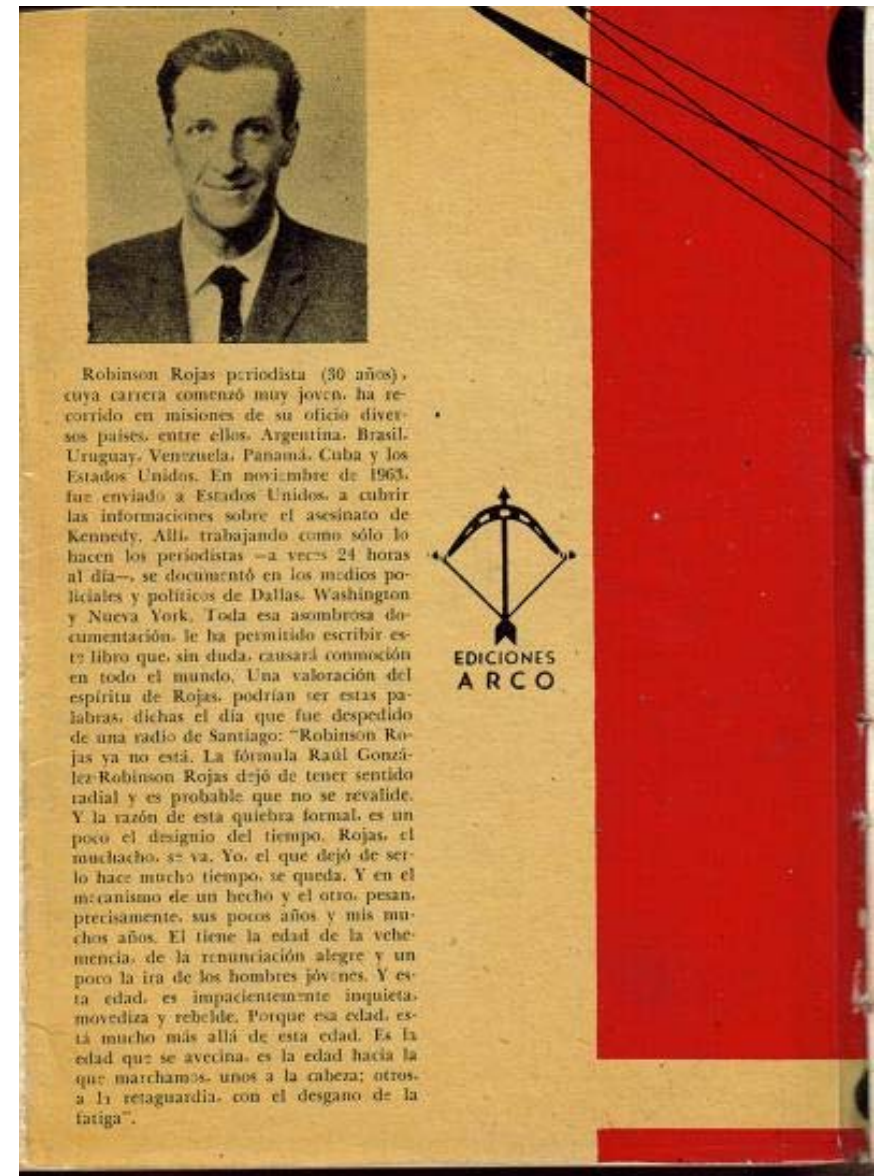 Robinson Rojas periodista (30 años),
cuya carrera comenzó muy joven, ha re-
corrido en misiones de su oficio diver-
sos países, entre ellos, Argentina, Brasil,
Uruguay, Venezuela, Panamá, Cuba y los
Estados Unidos. En noviembre de 1963,
fue enviado a Estados Unidos, a cubrir
las informaciones sobre el asesinato de
Kennedy. Allí, trabajando como sólo lo
hacen los periodistas —a veces 24 horas
al día—, se documentó en los medios po-
liciales y políticos de Dallas, Washington
y Nueva York. Toda esa asombrosa do-
cumentación, le ha permitido escribir es-
te libro que, sin duda, causará conmoción
en todo el mundo. Una valoración del
espíritu de Rojas, podrían ser estas pa-
labras, dichas el día que fue despedido
de una radio de Santiago: "Robinson Ro-
jas ya no está. La fórmula Raúl Gonzá-
lez-Robinson Rojas dejó de tener sentido
radial y es probable que no se revalide.
Y la razón de esta quiebra formal, es un
poco el designio del tiempo. Rojas, el
muchacho, se va. Yo, el que dejó de ser-
lo hace mucho tiempo, se queda. Y en el
mecanismo de un hecho y el otro, pesan,
precisamente, sus pocos años y mis mu-
chos años. El tiene la edad de la vehe-
mencia, de la renunciación alegre y un
poco la ira de los hombres jóvenes. Y es-
ta edad, es impacientemente inquieta,
movediza y rebelde. Porque esa edad, es-
tá mucho más allá de esta edad. Es la
edad que se avecina, es la edad hacia la
que marchamos, unos a la cabeza; otros,
a la retaguardia, con el desgano de la
fatiga".
EDICIONES
ARCO